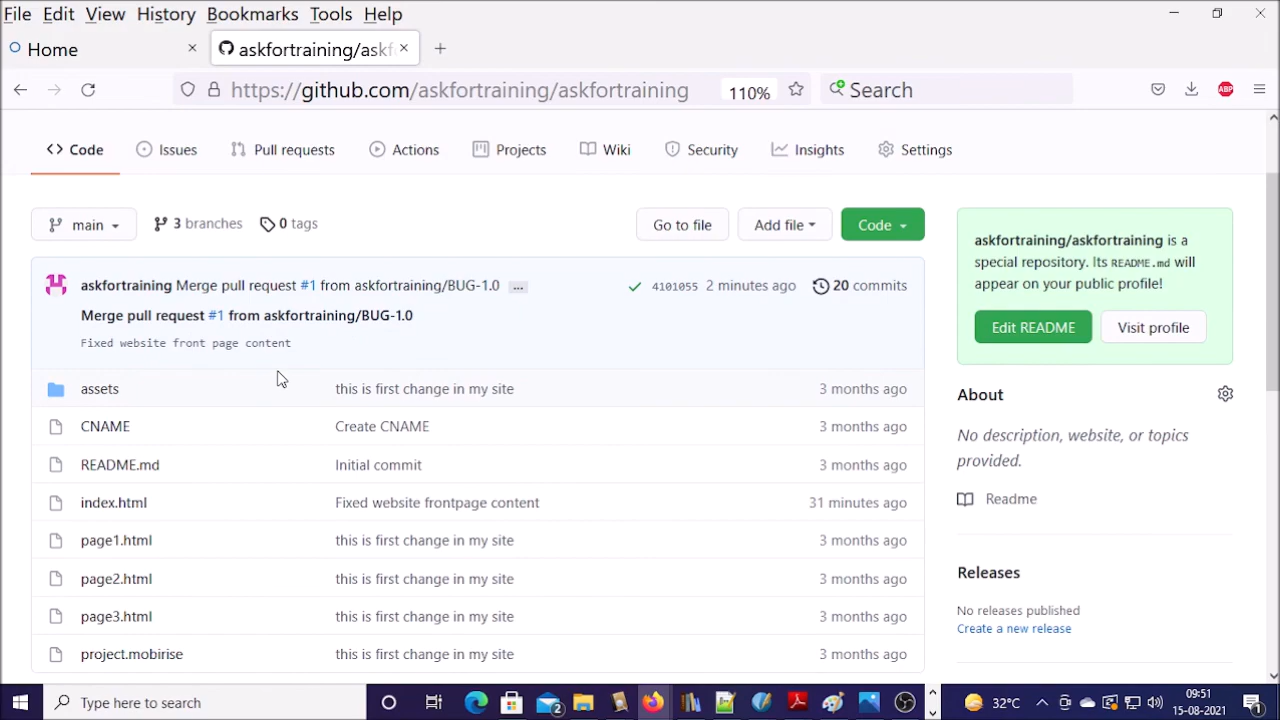 File Edit View History Bookmarks Tools Help
Home
askfortraining/askf
https://github.com/askfortraining/askfortraining 110% Search ABP
Code Issues Pull requests Actions Projects Wiki Security Insights Settings
main 3 branches 0 tags Go to file Add file Code
askfortraining Merge pull request #1 from askfortraining/BUG-1.0 ... 4101055 2 minutes ago 20 commits
Merge pull request #1 from askfortraining/BUG-1.0
Fixed website front page content
assets this is first change in my site 3 months ago
CNAME Create CNAME 3 months ago
README.md Initial commit 3 months ago
index.html Fixed website frontpage content 31 minutes ago
page1.html this is first change in my site 3 months ago
page2.html this is first change in my site 3 months ago
page3.html this is first change in my site 3 months ago
project.mobirise this is first change in my site 3 months ago
askfortraining/askfortraining is a
special repository. Its README.md will
appear on your public profile!
Edit README Visit profile
About
No description, website, or topics
provided.
Readme
Releases
No releases published
Create a new release
Type here to search 2 32°C 09:51
15-08-2021 1